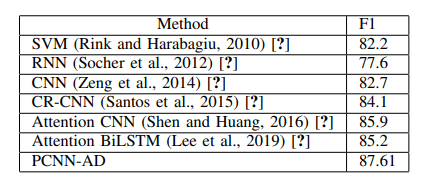 Method F1
SVM (Rink and Harabagiu, 2010) [?] 82.2
RNN (Socher et al., 2012) [?] 77.6
CNN (Zeng et al., 2014) [?] 82.7
CR-CNN (Santos et al., 2015) [?] 84.1
Attention CNN (Shen and Huang, 2016) [?] 85.9
Attention BiLSTM (Lee et al., 2019) [?] 85.2
PCNN-AD 87.61